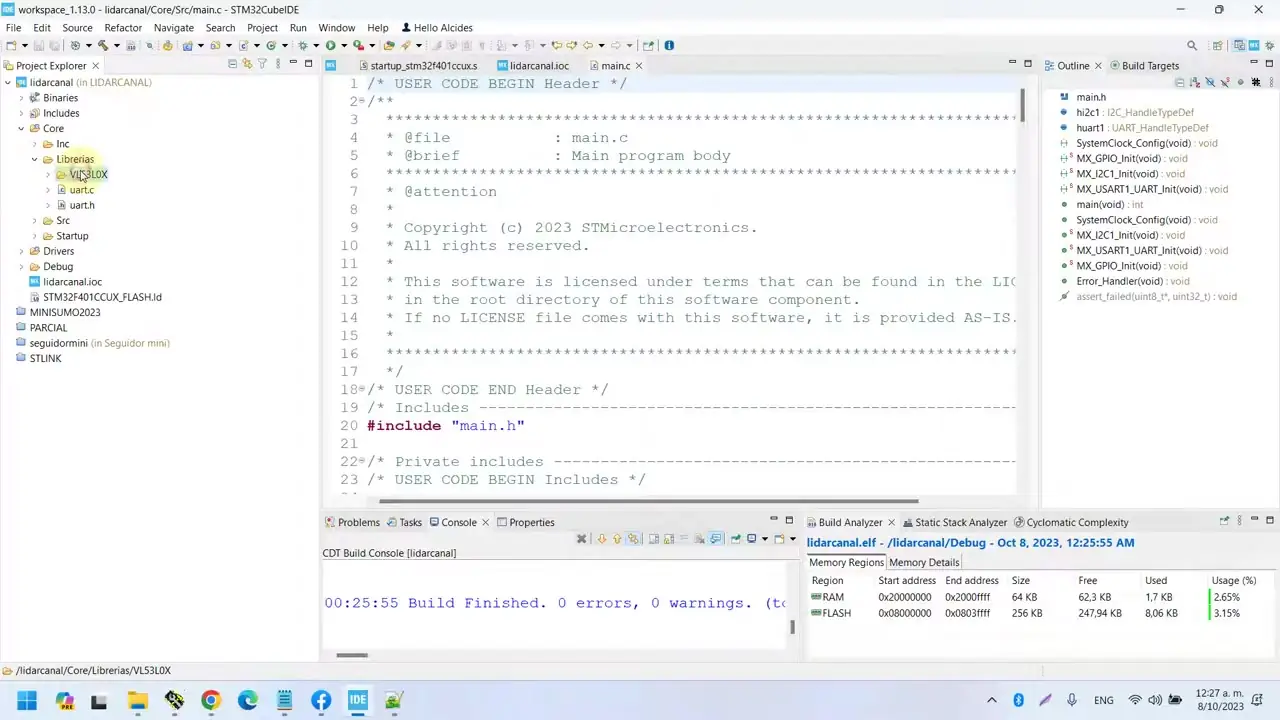 workspace_1.13.0 - lidarcanal/Core/Src/main.c - STM32CubeIDE
File Edit Source Refactor Navigate Search Project Run Window Help Hello Alcides
Project Explorer
lidarcanal (in LIDARCANAL)
Binaries
Includes
Core
Inc
Librerias
VL53L0X
uart.c
uart.h
Src
Startup
Drivers
Debug
lidarcanal.ioc
STM32F401CCUX_FLASH.ld
MINISUMO2023
PARCIAL
seguidormini (in Seguidor mini)
STLINK
startup_stm32f401ccux.s lidarcanal.ioc main.c
1 /* USER CODE BEGIN Header */
2 /**
3 ******************************************************************************
4 * @file : main.c
5 * @brief : Main program body
6 ******************************************************************************
7 * @attention
8 *
9 * Copyright (c) 2023 STMicroelectronics.
10 * All rights reserved.
11 *
12 * This software is licensed under terms that can be found in the LIC
13 * in the root directory of this software component.
14 * If no LICENSE file comes with this software, it is provided AS-IS.
15 *
16 ******************************************************************************
17 */
18 /* USER CODE END Header */
19 /* Includes ------------------------------------------------------------------
20 #include "main.h"
21
22 /* Private includes ----------------------------------------------------------
23 /* USER CODE BEGIN Includes */
Outline Build Targets
main.h
hi2c1 : I2C_HandleTypeDef
huart1 : UART_HandleTypeDef
SystemClock_Config(void) : void
MX_GPIO_Init(void) : void
MX_I2C1_Init(void) : void
MX_USART1_UART_Init(void) : void
main(void) : int
SystemClock_Config(void) : void
MX_I2C1_Init(void) : void
MX_USART1_UART_Init(void) : void
MX_GPIO_Init(void) : void
Error_Handler(void) : void
assert_failed(uint8_t*, uint32_t) : void
Problems Tasks Console Properties
CDT Build Console [lidarcanal]
00:25:55 Build Finished. 0 errors, 0 warnings. (to
Build Analyzer Static Stack Analyzer Cyclomatic Complexity
lidarcanal.elf - /lidarcanal/Debug - Oct 8, 2023, 12:25:55 AM
Memory Regions Memory Details
Region Start address End address Size Free Used Usage (%)
RAM 0x20000000 0x2000ffff 64 KB 62,3 KB 1,7 KB 2.65%
FLASH 0x08000000 0x0803ffff 256 KB 247,94 KB 8,06 KB 3.15%
/lidarcanal/Core/Librerias/VL53L0X
IDE
ENG
12:27 a. m.
8/10/2023